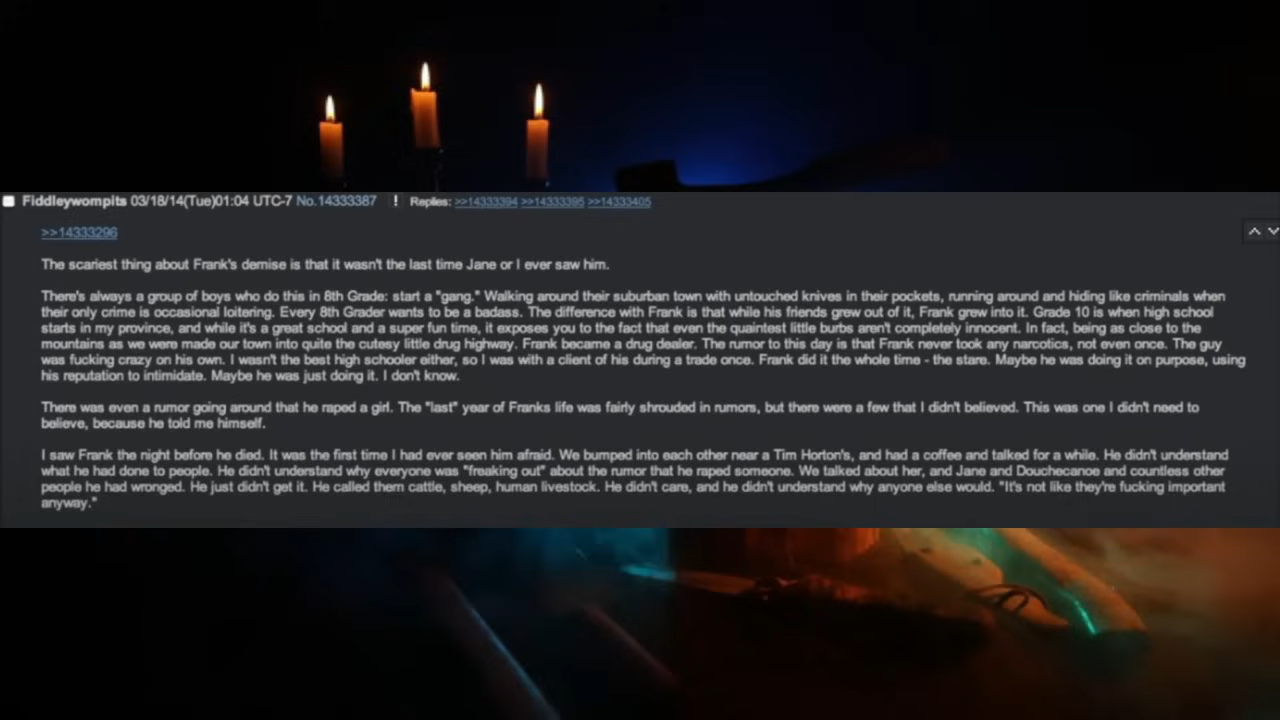 Fiddleywompits 03/18/14(Tue)01:04 UTC-7 No.14333387 ! Replies: >>14333394 >>14333395 >>14333405
>>14333296
The scariest thing about Frank's demise is that it wasn't the last time Jane or I ever saw him.
There's always a group of boys who do this in 8th Grade: start a "gang." Walking around their suburban town with untouched knives in their pockets, running around and hiding like criminals when
their only crime is occasional loitering. Every 8th Grader wants to be a badass. The difference with Frank is that while his friends grew out of it, Frank grew into it. Grade 10 is when high school
starts in my province, and while it's a great school and a super fun time, it exposes you to the fact that even the quaintest little burbs aren't completely innocent. In fact, being as close to the
mountains as we were made our town into quite the cutesy little drug highway. Frank became a drug dealer. The rumor to this day is that Frank never took any narcotics, not even once. The guy
was fucking crazy on his own. I wasn't the best high schooler either, so I was with a client of his during a trade once. Frank did it the whole time - the stare. Maybe he was doing it on purpose, using
his reputation to intimidate. Maybe he was just doing it. I don't know.
There was even a rumor going around that he raped a girl. The "last" year of Franks life was fairly shrouded in rumors, but there were a few that I didn't believed. This was one I didn't need to
believe, because he told me himself.
I saw Frank the night before he died. It was the first time I had ever seen him afraid. We bumped into each other near a Tim Horton's, and had a coffee and talked for a while. He didn't understand
what he had done to people. He didn't understand why everyone was "freaking out" about the rumor that he raped someone. We talked about her, and Jane and Douchecanoe and countless other
people he had wronged. He just didn't get it. He called them cattle, sheep, human livestock. He didn't care, and he didn't understand why anyone else would. "It's not like they're fucking important
anyway."